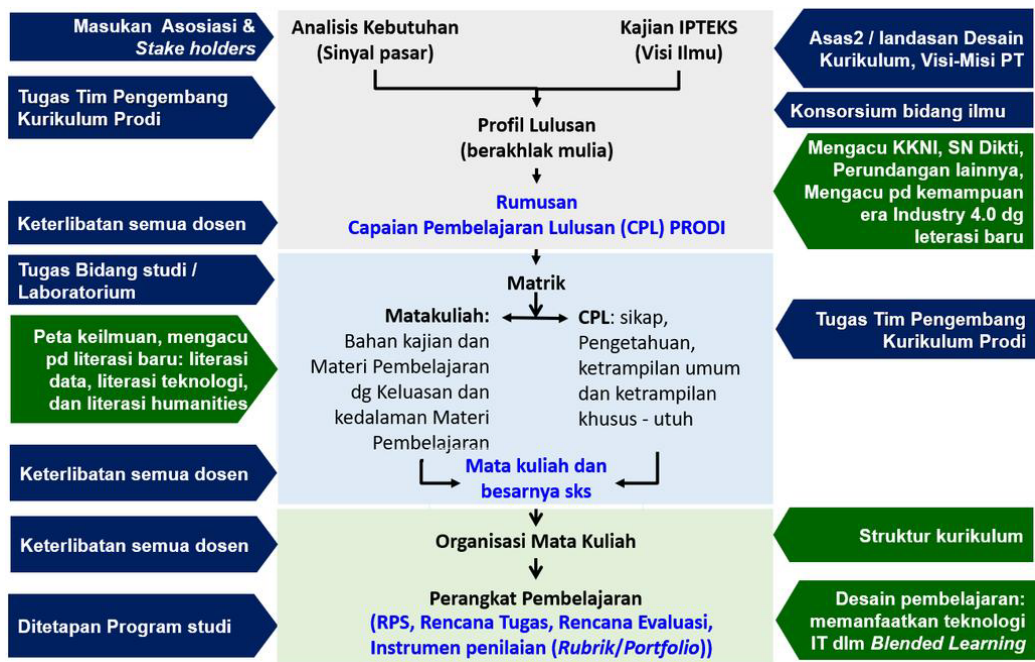 Masukan Asosiasi &
Stake holders
Analisis Kebutuhan
(Sinyal pasar)
Kajian IPTEKS
(Visi Ilmu)
Asas2 / landasan Desain
Kurikulum, Visi-Misi PT
Tugas Tim Pengembang
Kurikulum Prodi
Konsorsium bidang ilmu
Profil Lulusan
(berakhlak mulia)
Mengacu KKNI, SN Dikti,
Perundangan lainnya,
Mengacu pd kemampuan
era Industry 4.0 dg
leterasi baru
Keterlibatan semua dosen
Rumusan
Capaian Pembelajaran Lulusan (CPL) PRODI
Tugas Bidang studi /
Laboratorium
Matrik
Peta keilmuan, mengacu
pd literasi baru: literasi
data, literasi teknologi,
dan literasi humanities
Matakuliah:
Bahan kajian dan
Materi Pembelajaran
dg Keluasan dan
kedalaman Materi
Pembelajaran
CPL: sikap,
Pengetahuan,
ketrampilan umum
dan ketrampilan
khusus - utuh
Tugas Tim Pengembang
Kurikulum Prodi
Keterlibatan semua dosen
Mata kuliah dan
besarnya sks
Keterlibatan semua dosen
Organisasi Mata Kuliah
Struktur kurikulum
Ditetapan Program studi
Perangkat Pembelajaran
(RPS, Rencana Tugas, Rencana Evaluasi,
Instrumen penilaian (Rubrik/Portfolio))
Desain pembelajaran:
memanfaatkan teknologi
IT dlm Blended Learning